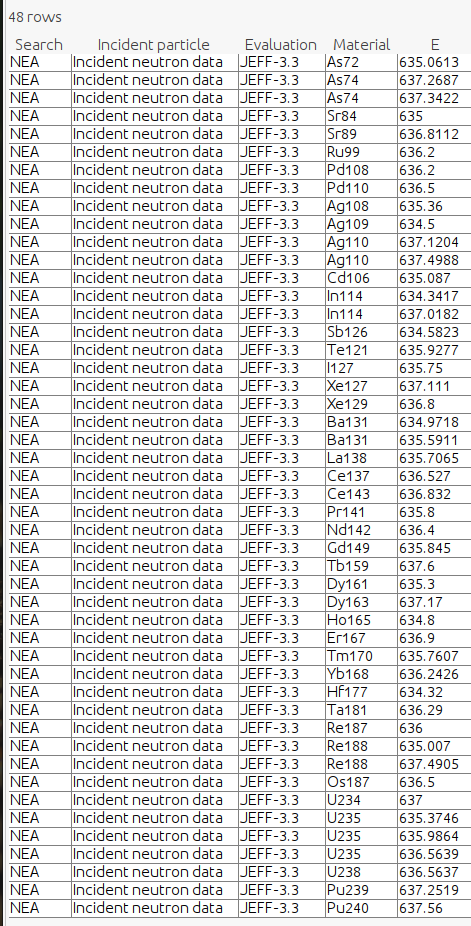 48 rows
Search Incident particle Evaluation Material E
NEA Incident neutron data JEFF-3.3 As72 635.0613
NEA Incident neutron data JEFF-3.3 As74 637.2687
NEA Incident neutron data JEFF-3.3 As74 637.3422
NEA Incident neutron data JEFF-3.3 Sr84 635
NEA Incident neutron data JEFF-3.3 Sr89 636.8112
NEA Incident neutron data JEFF-3.3 Ru99 636.2
NEA Incident neutron data JEFF-3.3 Pd108 636.2
NEA Incident neutron data JEFF-3.3 Pd110 636.5
NEA Incident neutron data JEFF-3.3 Ag108 635.36
NEA Incident neutron data JEFF-3.3 Ag109 634.5
NEA Incident neutron data JEFF-3.3 Ag110 637.1204
NEA Incident neutron data JEFF-3.3 Ag110 637.4988
NEA Incident neutron data JEFF-3.3 Cd106 635.087
NEA Incident neutron data JEFF-3.3 In114 634.3417
NEA Incident neutron data JEFF-3.3 In114 637.0182
NEA Incident neutron data JEFF-3.3 Sb126 634.5823
NEA Incident neutron data JEFF-3.3 Te121 635.9277
NEA Incident neutron data JEFF-3.3 I127 635.75
NEA Incident neutron data JEFF-3.3 Xe127 637.111
NEA Incident neutron data JEFF-3.3 Xe129 636.8
NEA Incident neutron data JEFF-3.3 Ba131 634.9718
NEA Incident neutron data JEFF-3.3 Ba131 635.5911
NEA Incident neutron data JEFF-3.3 La138 635.7065
NEA Incident neutron data JEFF-3.3 Ce137 636.527
NEA Incident neutron data JEFF-3.3 Ce143 636.832
NEA Incident neutron data JEFF-3.3 Pr141 635.8
NEA Incident neutron data JEFF-3.3 Nd142 636.4
NEA Incident neutron data JEFF-3.3 Gd149 635.845
NEA Incident neutron data JEFF-3.3 Tb159 637.6
NEA Incident neutron data JEFF-3.3 Dy161 635.3
NEA Incident neutron data JEFF-3.3 Dy163 637.17
NEA Incident neutron data JEFF-3.3 Ho165 634.8
NEA Incident neutron data JEFF-3.3 Er167 636.9
NEA Incident neutron data JEFF-3.3 Tm170 635.7607
NEA Incident neutron data JEFF-3.3 Yb168 636.2426
NEA Incident neutron data JEFF-3.3 Hf177 634.32
NEA Incident neutron data JEFF-3.3 Ta181 636.29
NEA Incident neutron data JEFF-3.3 Re187 636
NEA Incident neutron data JEFF-3.3 Re188 635.007
NEA Incident neutron data JEFF-3.3 Re188 637.4905
NEA Incident neutron data JEFF-3.3 Os187 636.5
NEA Incident neutron data JEFF-3.3 U234 637
NEA Incident neutron data JEFF-3.3 U235 635.3746
NEA Incident neutron data JEFF-3.3 U235 635.9864
NEA Incident neutron data JEFF-3.3 U235 636.5639
NEA Incident neutron data JEFF-3.3 U238 636.5637
NEA Incident neutron data JEFF-3.3 Pu239 637.2519
NEA Incident neutron data JEFF-3.3 Pu240 637.56